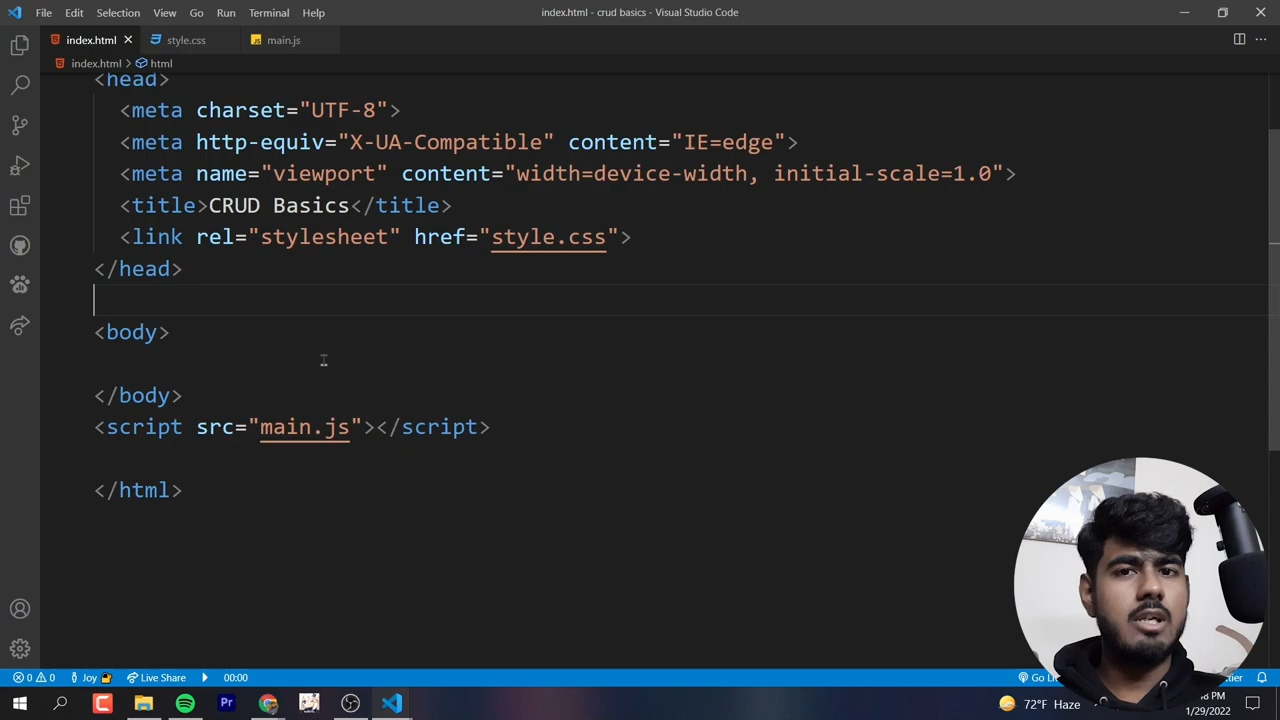 File Edit Selection View Go Run Terminal Help
index.html - crud basics - Visual Studio Code
index.html style.css main.js
index.html > html
<head>
<meta charset="UTF-8">
<meta http-equiv="X-UA-Compatible" content="IE=edge">
<meta name="viewport" content="width=device-width, initial-scale=1.0">
<title>CRUD Basics</title>
<link rel="stylesheet" href="style.css">
</head>
<body>
</body>
<script src="main.js"></script>
</html>
0 0 Joy Live Share 00:00
Pr 72°F Haze
1/29/2022